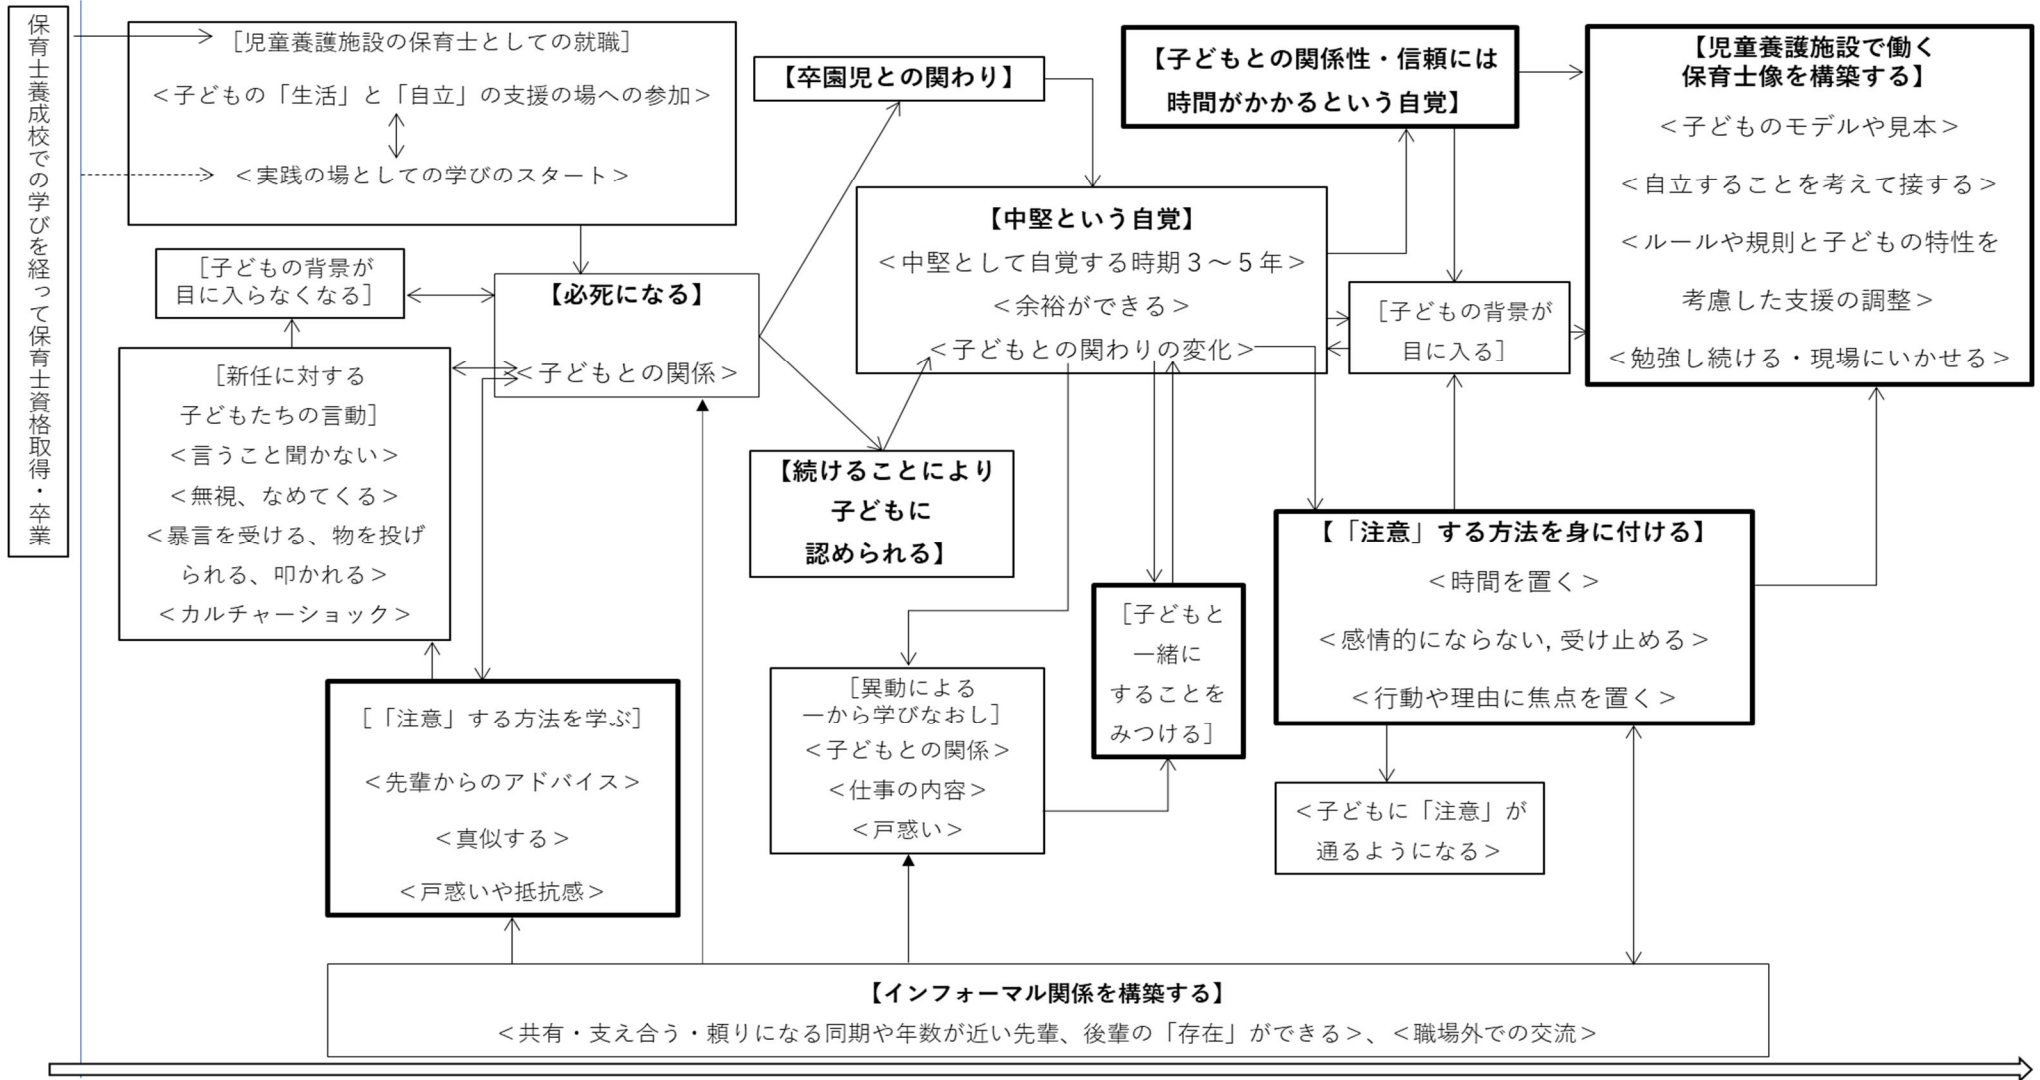 保育士養成校での学びを経って保育士資格取得・卒業
［児童養護施設の保育士としての就職］
＜子どもの「生活」と「自立」の支援の場への参加＞
＜実践の場としての学びのスタート＞
［子どもの背景が
目に入らなくなる］
【必死になる】
＜子どもとの関係＞
［新任に対する
子どもたちの言動］
＜言うこと聞かない＞
＜無視、なめてくる＞
＜暴言を受ける、物を投げ
られる、叩かれる＞
＜カルチャーショック＞
［「注意」する方法を学ぶ］
＜先輩からのアドバイス＞
＜真似する＞
＜戸惑いや抵抗感＞
【卒園児との関わり】
【続けることにより
子どもに
認められる】
【中堅という自覚】
＜中堅として自覚する時期３～５年＞
＜余裕ができる＞
＜子どもとの関わりの変化＞
［異動による
一から学びなおし］
＜子どもとの関係＞
＜仕事の内容＞
＜戸惑い＞
［子どもと
一緒に
することを
みつける］
【子どもとの関係性・信頼には
時間がかかるという自覚】
［子どもの背景が
目に入る］
【「注意」する方法を身に付ける】
＜時間を置く＞
＜感情的にならない, 受け止める＞
＜行動や理由に焦点を置く＞
＜子どもに「注意」が
通るようになる＞
【児童養護施設で働く
保育士像を構築する】
＜子どものモデルや見本＞
＜自立することを考えて接する＞
＜ルールや規則と子どもの特性を
考慮した支援の調整＞
＜勉強し続ける・現場にいかせる＞
【インフォーマル関係を構築する】
＜共有・支え合う・頼りになる同期や年数が近い先輩、後輩の「存在」ができる＞、＜職場外での交流＞